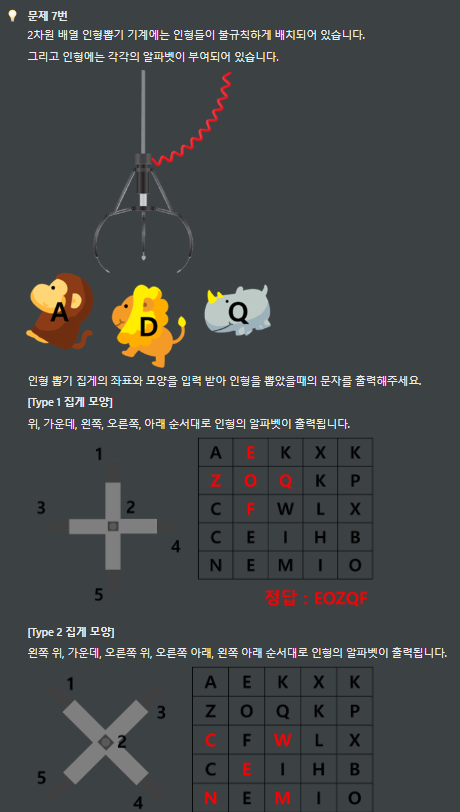 문제 7번
2차원 배열 인형뽑기 기계에는 인형들이 불규칙하게 배치되어 있습니다.
그리고 인형에는 각각의 알파벳이 부여되어 있습니다.
A D Q
인형 뽑기 집게의 좌표와 모양을 입력 받아 인형을 뽑았을때의 문자를 출력해주세요.
[Type 1 집게 모양]
위, 가운데, 왼쪽, 오른쪽, 아래 순서대로 인형의 알파벳이 출력됩니다.
1
3 2
4
5
A E K X K
Z O Q K P
C F W L X
C E I H B
N E M I O
정답 : EOZQF
[Type 2 집게 모양]
왼쪽 위, 가운데, 오른쪽 위, 오른쪽 아래, 왼쪽 아래 순서대로 인형의 알파벳이 출력됩니다.
1
3
2
5
4
A E K X K
Z O Q K P
C F W L X
C E I H B
N E M I O